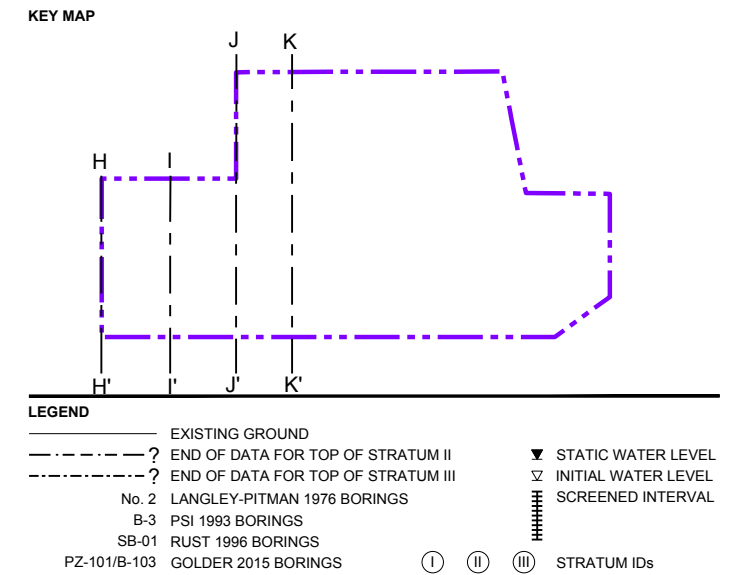 KEY MAP
J K
H I
H' I' J' K'
LEGEND
EXISTING GROUND
? END OF DATA FOR TOP OF STRATUM II
? END OF DATA FOR TOP OF STRATUM III
No. 2 LANGLEY-PITMAN 1976 BORINGS
B-3 PSI 1993 BORINGS
SB-01 RUST 1996 BORINGS
PZ-101/B-103 GOLDER 2015 BORINGS
STATIC WATER LEVEL
INITIAL WATER LEVEL
SCREENED INTERVAL
I II III STRATUM IDs